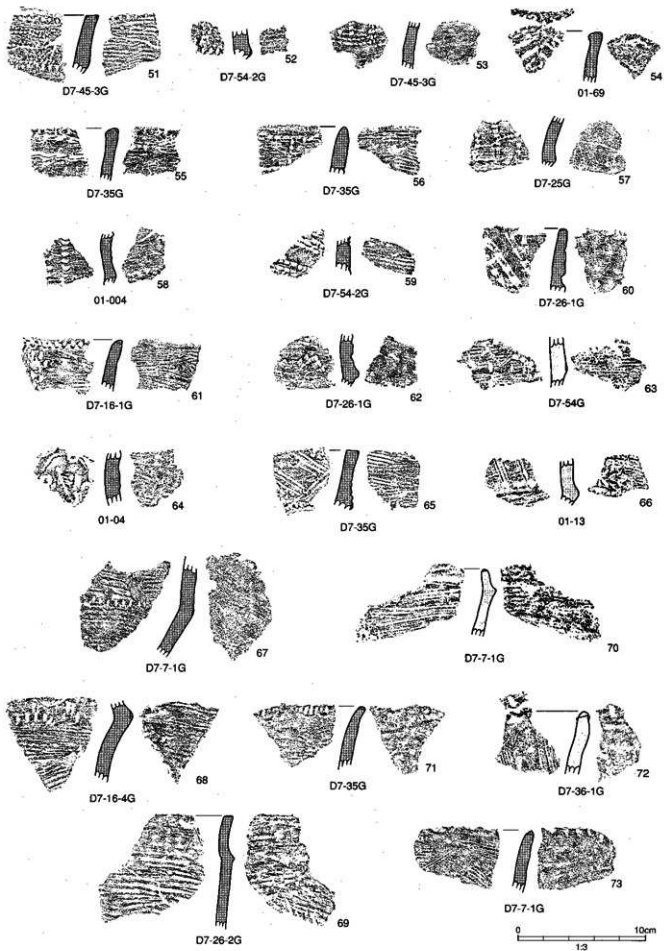 51
D7-45-3G
52
D7-54-2G
53
D7-45-3G
54
01-69
55
D7-35G
56
D7-35G
57
D7-25G
58
01-004
59
D7-54-2G
60
D7-26-1G
61
D7-16-1G
62
D7-26-1G
63
D7-54G
64
01-04
65
D7-35G
66
01-13
67
D7-7-1G
70
D7-7-1G
68
D7-16-4G
71
D7-35G
72
D7-36-1G
69
D7-26-2G
73
D7-7-1G
0 10cm
1:3